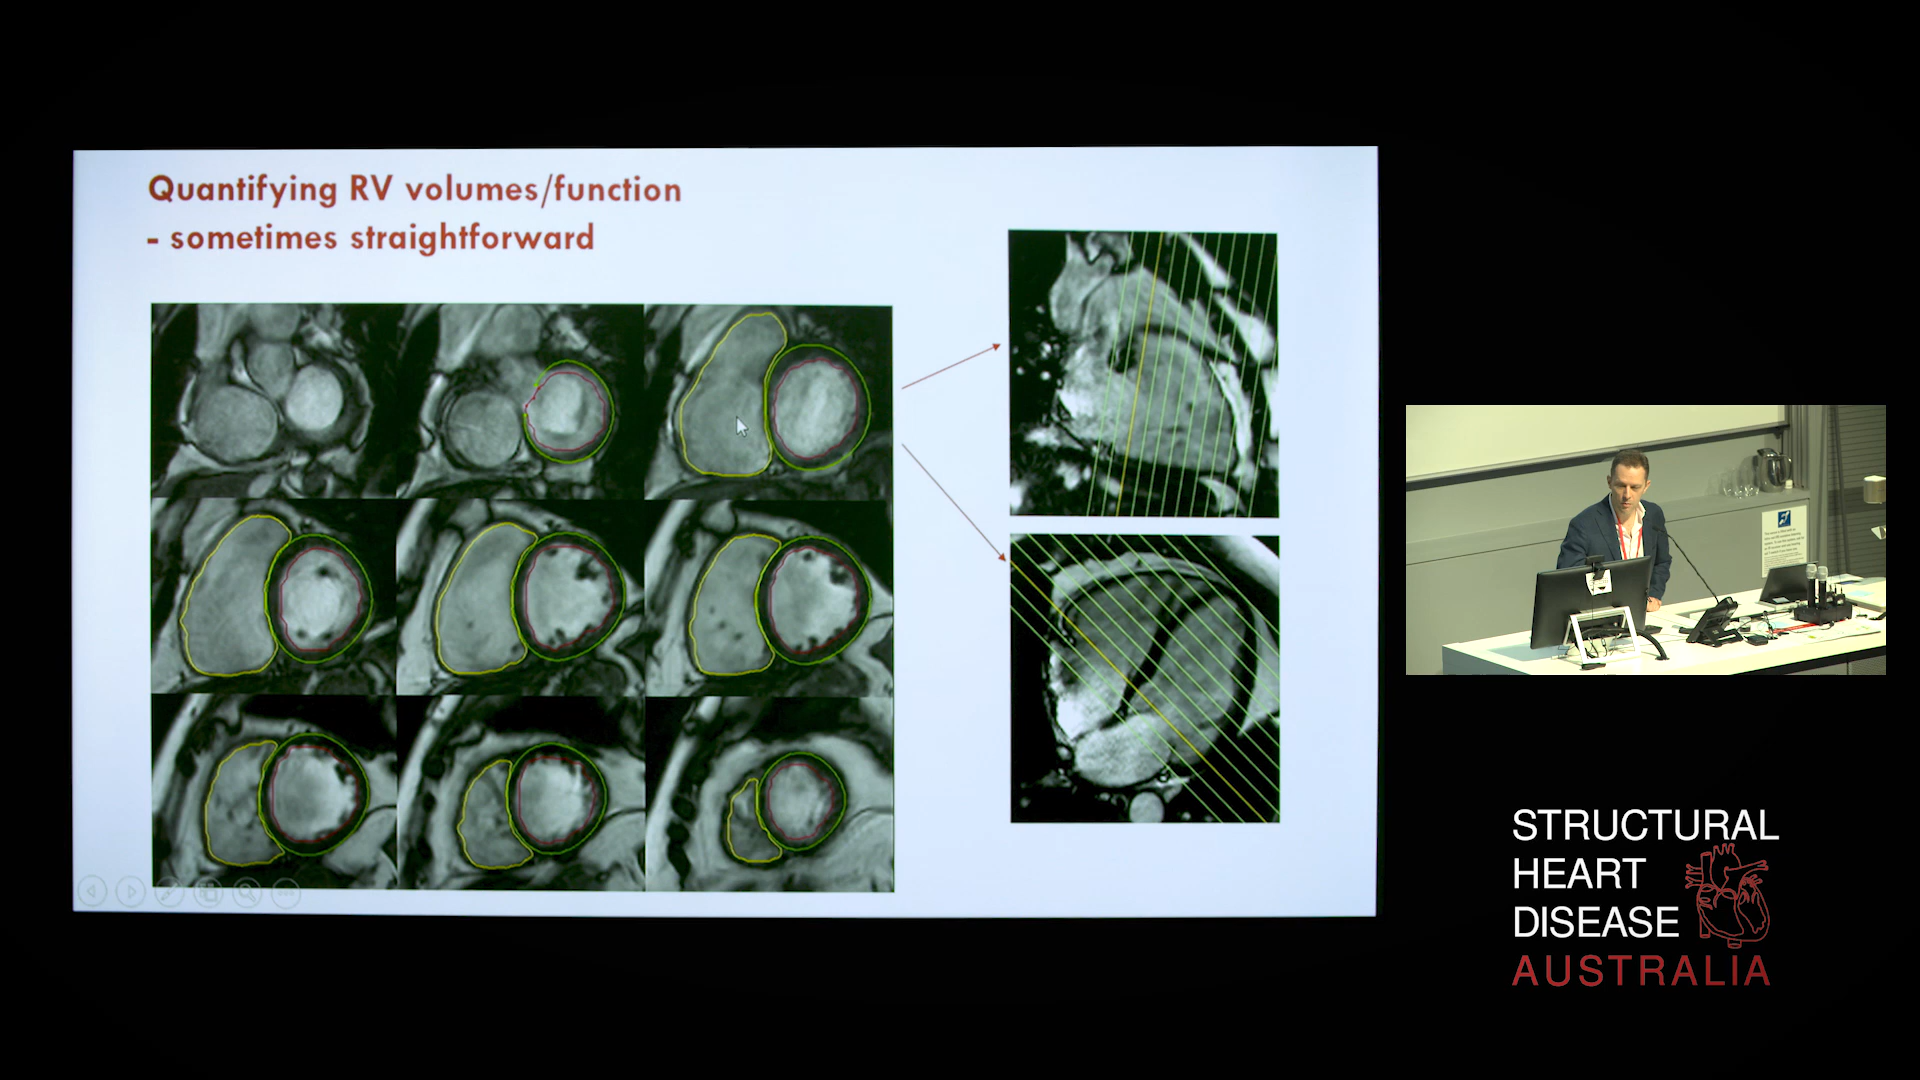 Quantifying RV volumes/function
- sometimes straightforward
STRUCTURAL
HEART
DISEASE
AUSTRALIA